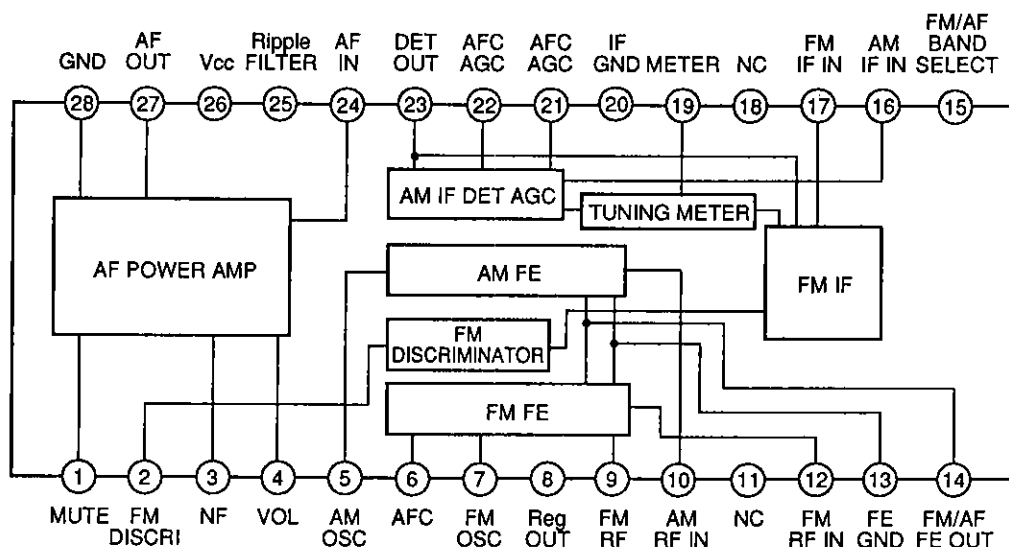 AF
Ripple
AF
DET
AFC
AFC
IF
FM
AM
FM/AF
BAND
GND
OUT
Vcc
FILTER
IN
OUT
AGC
AGC
GND
METER
NC
IF IN
IF IN
SELECT
28
27
26
25
24
23
22
21
20
19
18
17
16
15
AM IF DET AGC
TUNING METER
AF POWER AMP
AM FE
FM IF
FM
DISCRIMINATOR
FM FE
1
2
3
4
5
6
7
8
9
10
11
12
13
14
MUTE
FM
DISCRI
NF
VOL
AM
OSC
AFC
FM
OSC
Reg
OUT
FM
RF
AM
RF IN
NC
FM
RF IN
FE
GND
FM/AF
FE OUT